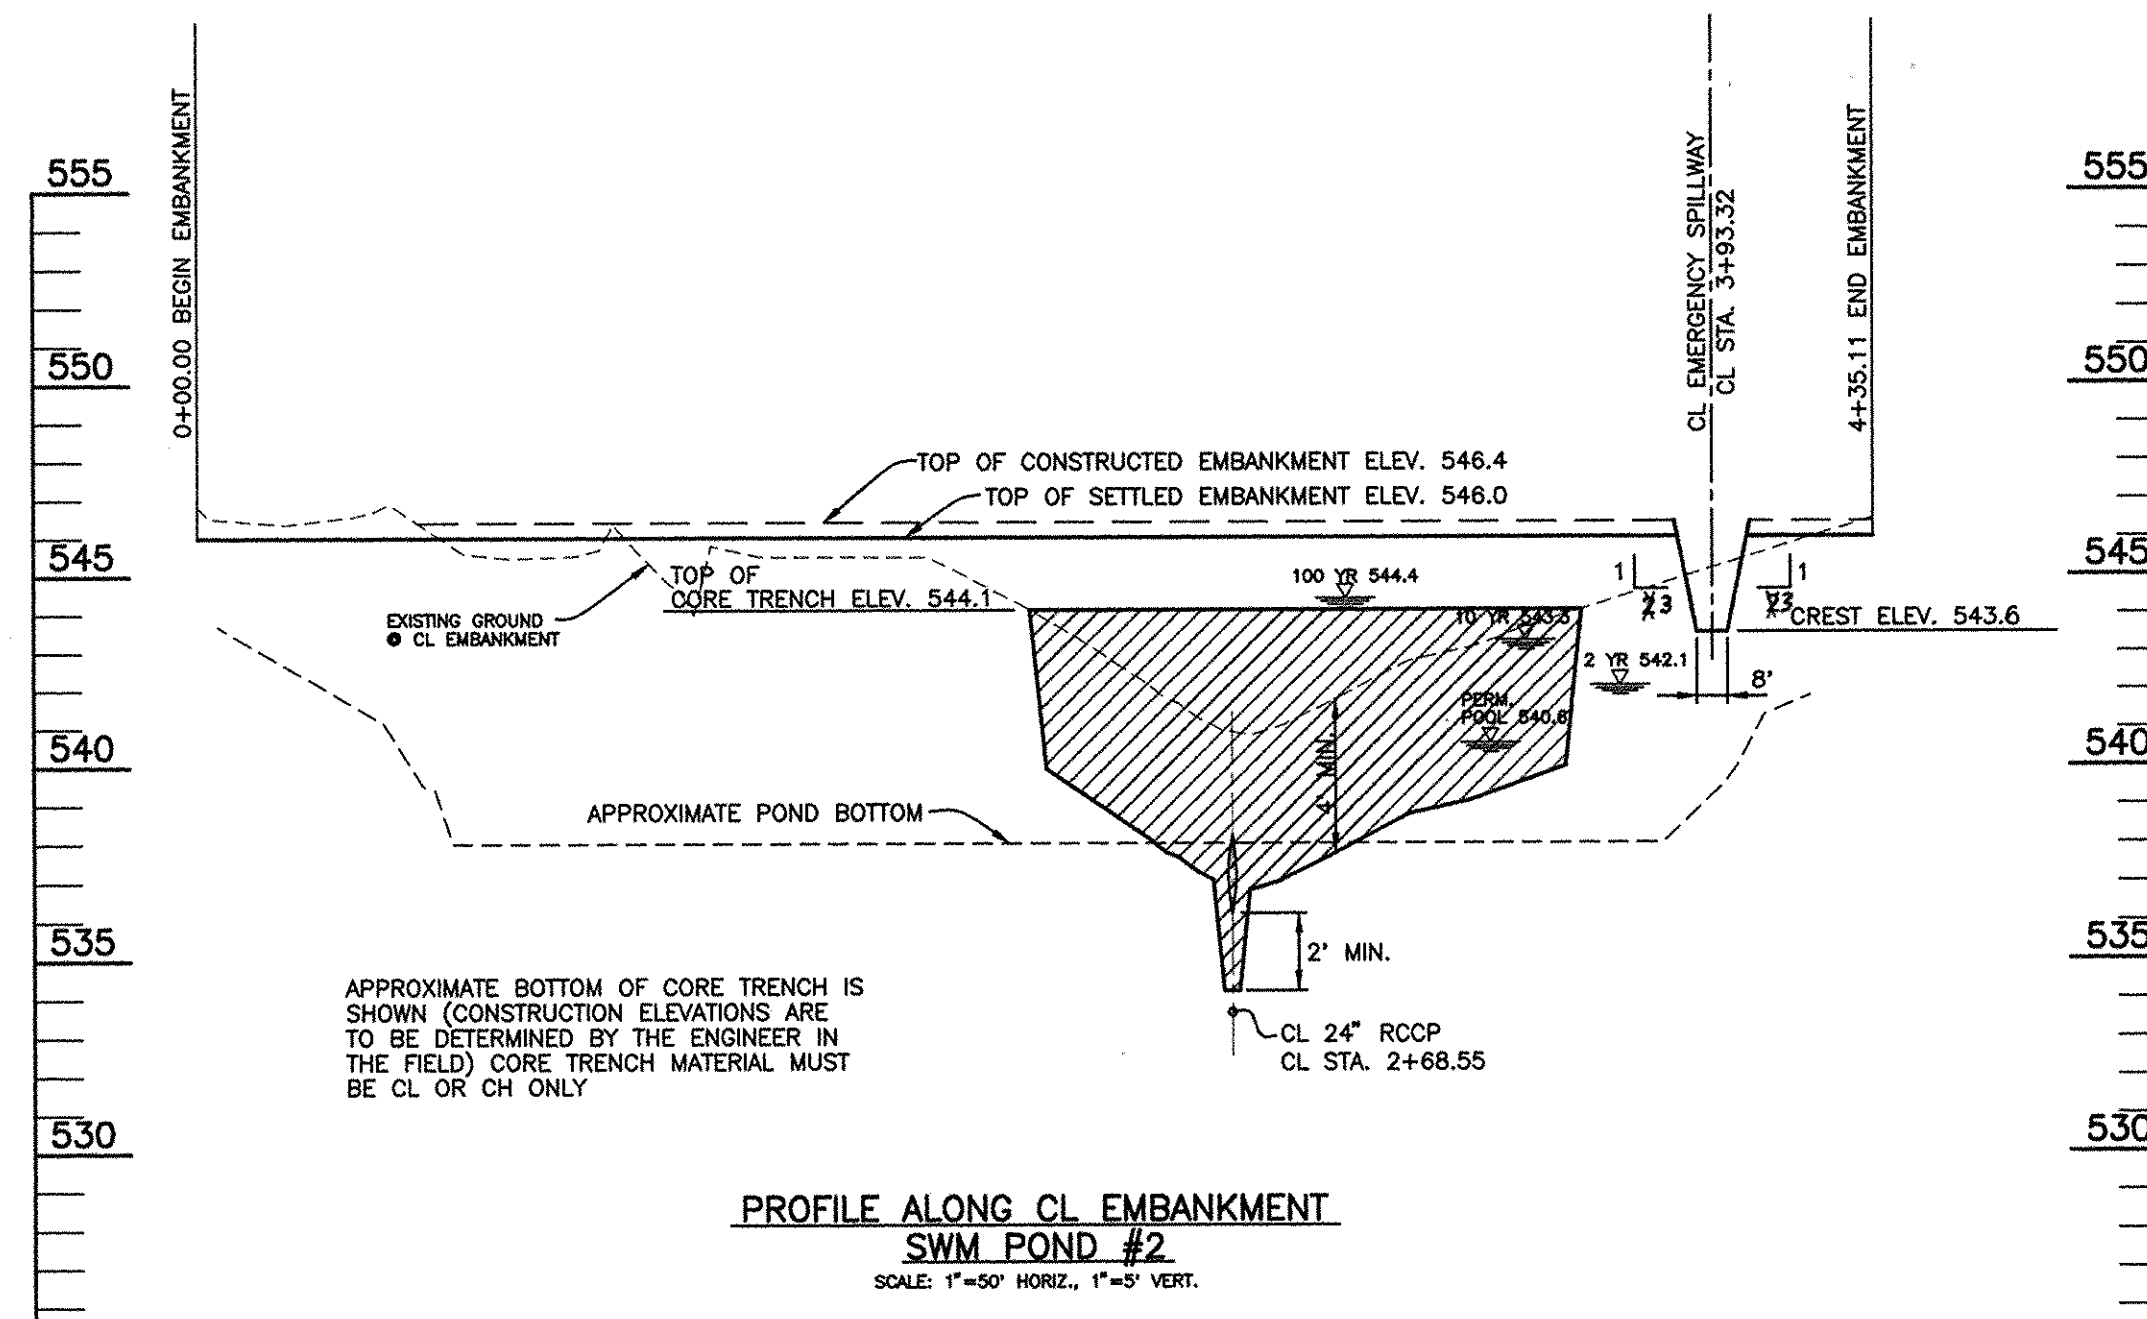 0+00.00 BEGIN EMBANKMENT
CL EMERGENCY SPILLWAY
CL STA. 3+93.32
4+35.11 END EMBANKMENT
555
555
550
550
TOP OF CONSTRUCTED EMBANKMENT ELEV. 546.4
TOP OF SETTLED EMBANKMENT ELEV. 546.0
545
545
TOP OF
CORE TRENCH ELEV. 544.1
100 YR 544.4
1
3
1
3
EXISTING GROUND
CL EMBANKMENT
10 YR
CREST ELEV. 543.6
2 YR 542.1
8'
PERM.
POOL 540.8
540
540
4' MIN.
APPROXIMATE POND BOTTOM
535
535
2' MIN.
APPROXIMATE BOTTOM OF CORE TRENCH IS
SHOWN (CONSTRUCTION ELEVATIONS ARE
TO BE DETERMINED BY THE ENGINEER IN
THE FIELD) CORE TRENCH MATERIAL MUST
BE CL OR CH ONLY
CL 24" RCCP
CL STA. 2+68.55
530
530
PROFILE ALONG CL EMBANKMENT
SWM POND #2
SCALE: 1"=50' HORIZ., 1"=5' VERT.